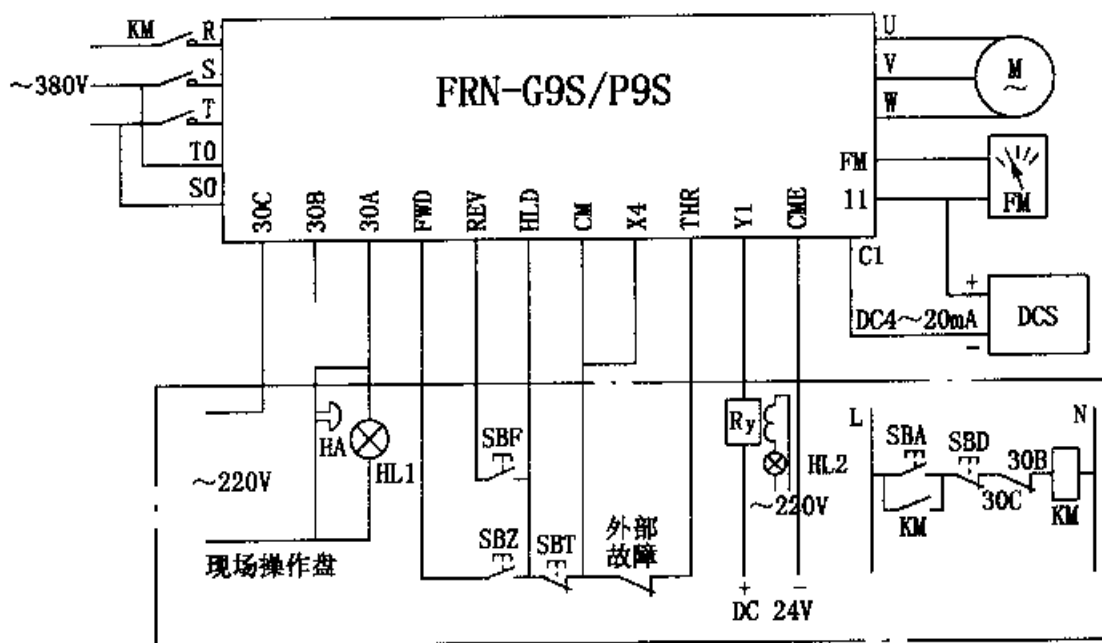 KM
R
U
S
V
M
~
~380V
FRN-G9S/P9S
T
W
T0
FM
S0
30C
30B
30A
FWD
REV
HLD
CM
X4
THR
Y1
CME
11
FM
C1
+
DC4~20mA
DCS
−
L
N
HA
HL1
SBF
Ry
HL2
SBA
SBD
30B
~220V
~220V
30C
KM
KM
现场操作盘
SBZ
SBT
外部
故障
+
−
DC 24V